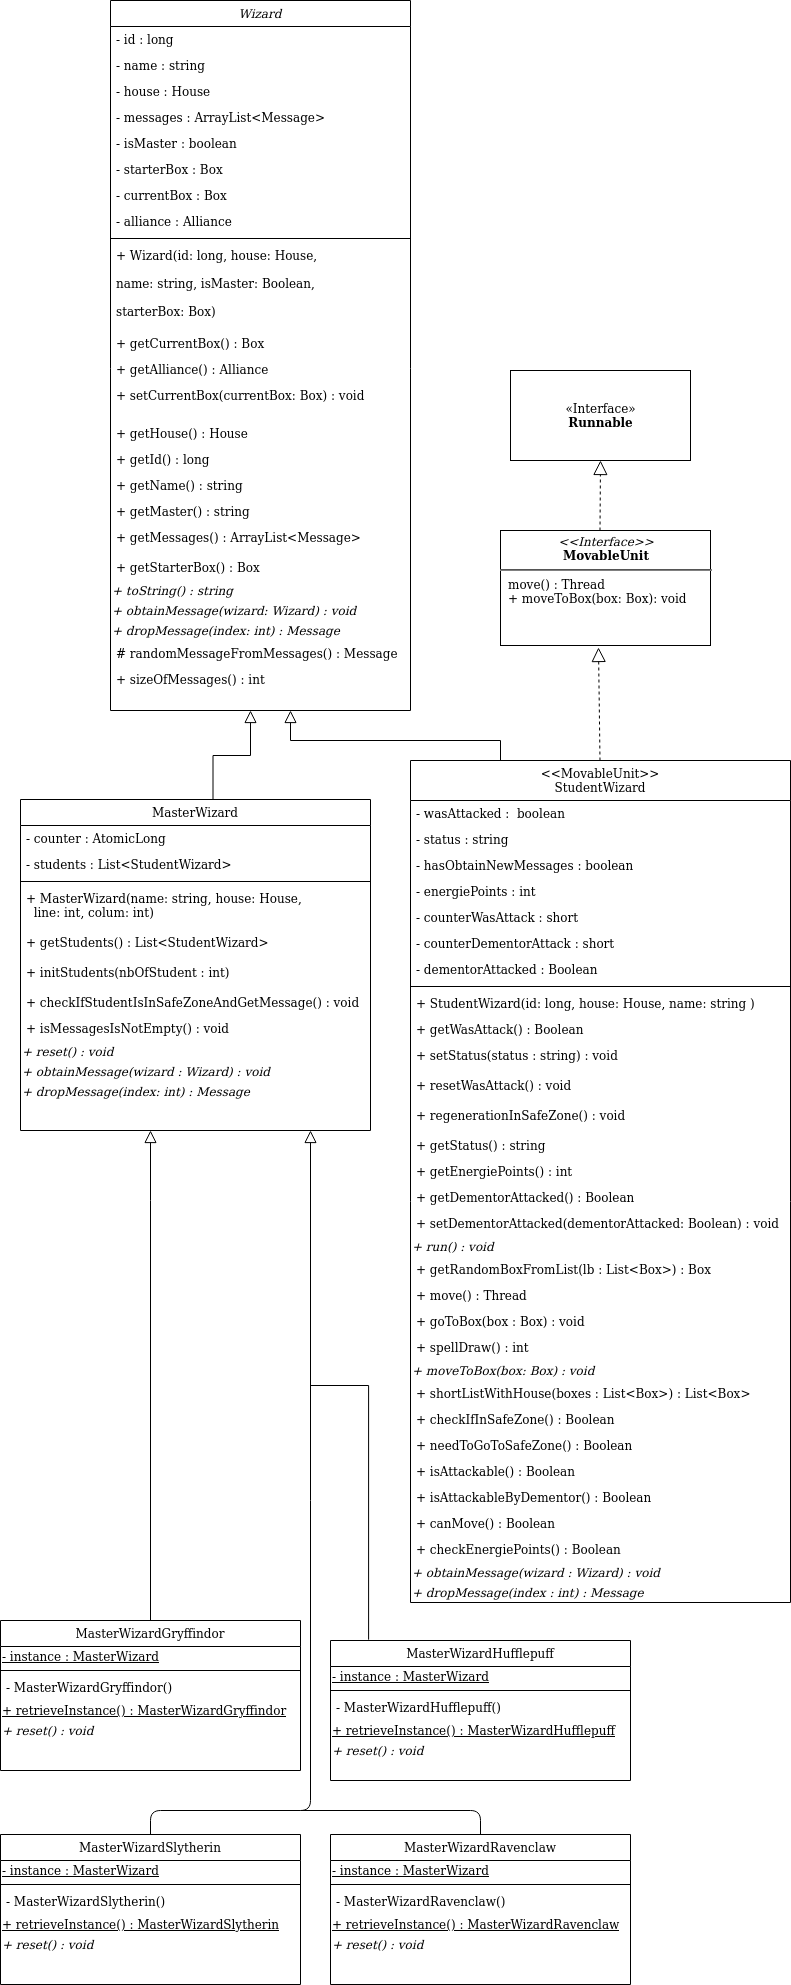 Wizard
- id : long
- name : string
- house : House
- messages : ArrayList<Message>
- isMaster : boolean
- starterBox : Box
- currentBox : Box
- alliance : Alliance
+ Wizard(id: long, house: House,
name: string, isMaster: Boolean,
starterBox: Box)
+ getCurrentBox() : Box
+ getAlliance() : Alliance
+ setCurrentBox(currentBox: Box) : void
+ getHouse() : House
+ getId() : long
+ getName() : string
+ getMaster() : string
+ getMessages() : ArrayList<Message>
+ getStarterBox() : Box
+ toString() : string
+ obtainMessage(wizard: Wizard) : void
+ dropMessage(index: int) : Message
# randomMessageFromMessages() : Message
+ sizeOfMessages() : int
«Interface»
Runnable
<<Interface>>
MovableUnit
move() : Thread
+ moveToBox(box: Box): void
MasterWizard
- counter : AtomicLong
- students : List<StudentWizard>
+ MasterWizard(name: string, house: House,
line: int, colum: int)
+ getStudents() : List<StudentWizard>
+ initStudents(nbOfStudent : int)
+ checkIfStudentIsInSafeZoneAndGetMessage() : void
+ isMessagesIsNotEmpty() : void
+ reset() : void
+ obtainMessage(wizard : Wizard) : void
+ dropMessage(index: int) : Message
<<MovableUnit>>
StudentWizard
- wasAttacked :  boolean
- status : string
- hasObtainNewMessages : boolean
- energiePoints : int
- counterWasAttack : short
- counterDementorAttack : short
- dementorAttacked : Boolean
+ StudentWizard(id: long, house: House, name: string )
+ getWasAttack() : Boolean
+ setStatus(status : string) : void
+ resetWasAttack() : void
+ regenerationInSafeZone() : void
+ getStatus() : string
+ getEnergiePoints() : int
+ getDementorAttacked() : Boolean
+ setDementorAttacked(dementorAttacked: Boolean) : void
+ run() : void
+ getRandomBoxFromList(lb : List<Box>) : Box
+ move() : Thread
+ goToBox(box : Box) : void
+ spellDraw() : int
+ moveToBox(box: Box) : void
+ shortListWithHouse(boxes : List<Box>) : List<Box>
+ checkIfInSafeZone() : Boolean
+ needToGoToSafeZone() : Boolean
+ isAttackable() : Boolean
+ isAttackableByDementor() : Boolean
+ canMove() : Boolean
+ checkEnergiePoints() : Boolean
+ obtainMessage(wizard : Wizard) : void
+ dropMessage(index : int) : Message
MasterWizardGryffindor
- instance : MasterWizard
- MasterWizardGryffindor()
+ retrieveInstance() : MasterWizardGryffindor
+ reset() : void
MasterWizardHufflepuff
- instance : MasterWizard
- MasterWizardHufflepuff()
+ retrieveInstance() : MasterWizardHufflepuff
+ reset() : void
MasterWizardSlytherin
- instance : MasterWizard
- MasterWizardSlytherin()
+ retrieveInstance() : MasterWizardSlytherin
+ reset() : void
MasterWizardRavenclaw
- instance : MasterWizard
- MasterWizardRavenclaw()
+ retrieveInstance() : MasterWizardRavenclaw
+ reset() : void